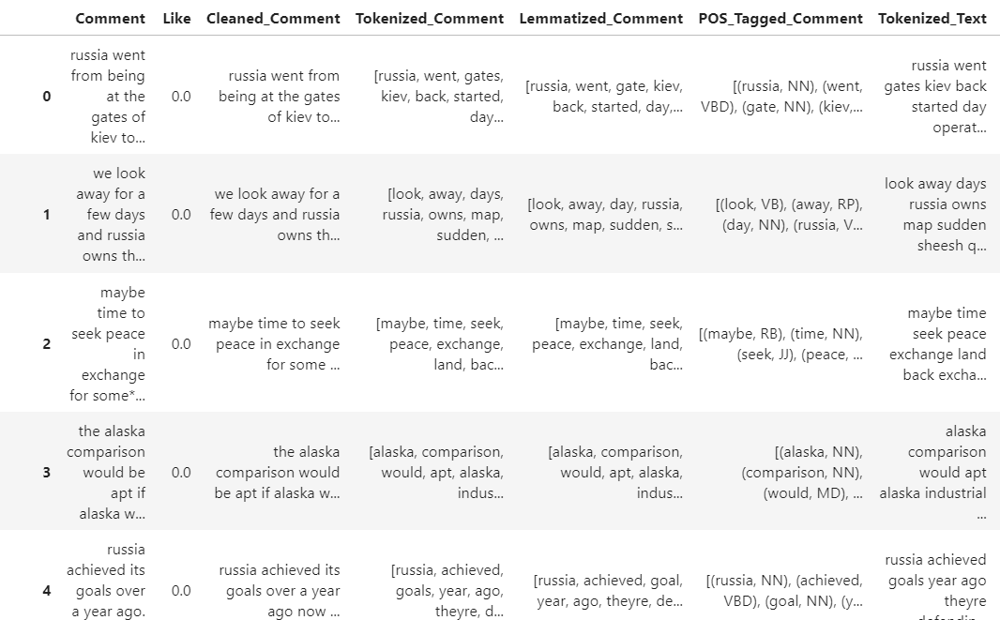 Comment Like Cleaned_Comment Tokenized_Comment Lemmatized_Comment POS_Tagged_Comment Tokenized_Text
0
russia went
from being
at the
gates of
kiev to...
0.0
russia went from
being at the gates
of kiev to...
[russia, went, gates,
kiev, back, started,
day...
[russia, went, gate, kiev,
back, started, day,...
[(russia, NN), (went,
VBD), (gate, NN), (kiev,...
russia went
gates kiev back
started day
operat...
1
we look
away for a
few days
and russia
owns th...
0.0
we look away for a
few days and russia
owns th...
[look, away, days,
russia, owns, map,
sudden, ...
[look, away, day, russia,
owns, map, sudden, s...
[(look, VB), (away, RP),
(day, NN), (russia, V...
look away days
russia owns
map sudden
sheesh q...
2
maybe
time to
seek peace
in
exchange
for some*...
0.0
maybe time to seek
peace in exchange
for some ...
[maybe, time, seek,
peace, exchange,
land, bac...
[maybe, time, seek,
peace, exchange, land,
bac...
[(maybe, RB), (time, NN),
(seek, JJ), (peace, ...
maybe time
seek peace
exchange land
back excha...
3
the alaska
comparison
would be
apt if
alaska w...
0.0
the alaska
comparison would
be apt if alaska w...
[alaska, comparison,
would, apt, alaska,
indus...
[alaska, comparison,
would, apt, alaska,
indus...
[(alaska, NN),
(comparison, NN),
(would, MD), ...
alaska
comparison
would apt
alaska industrial
...
4
russia
achieved its
goals over
a year ago.
0.0
russia achieved its
goals over a year
ago now ...
[russia, achieved,
goals, year, ago,
theyre, d...
[russia, achieved, goal,
year, ago, theyre, de...
[(russia, NN), (achieved,
VBD), (goal, NN), (y...
russia achieved
goals year ago
theyre